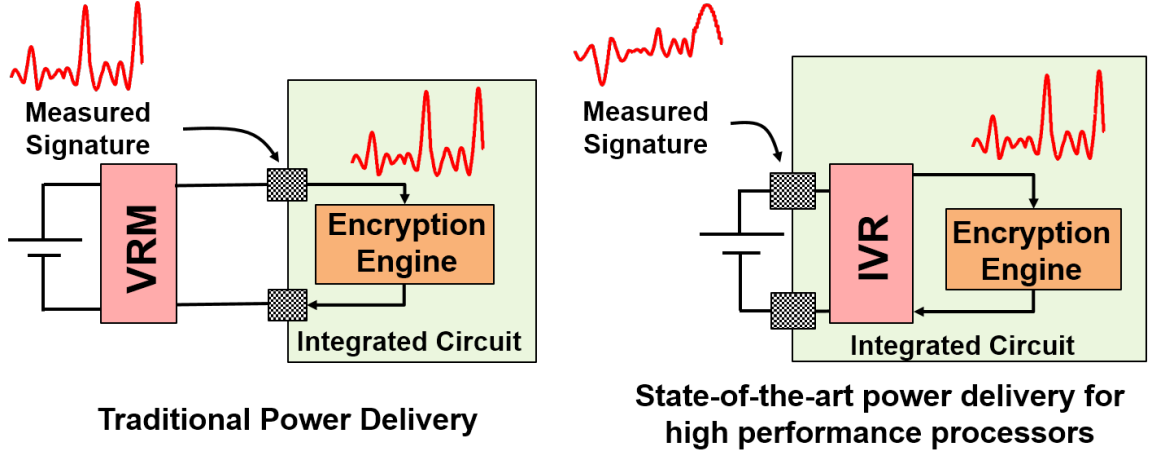 Measured
Signature
VRM
Encryption
Engine
Integrated Circuit
Traditional Power Delivery
Measured
Signature
IVR
Encryption
Engine
Integrated Circuit
State-of-the-art power delivery for
high performance processors